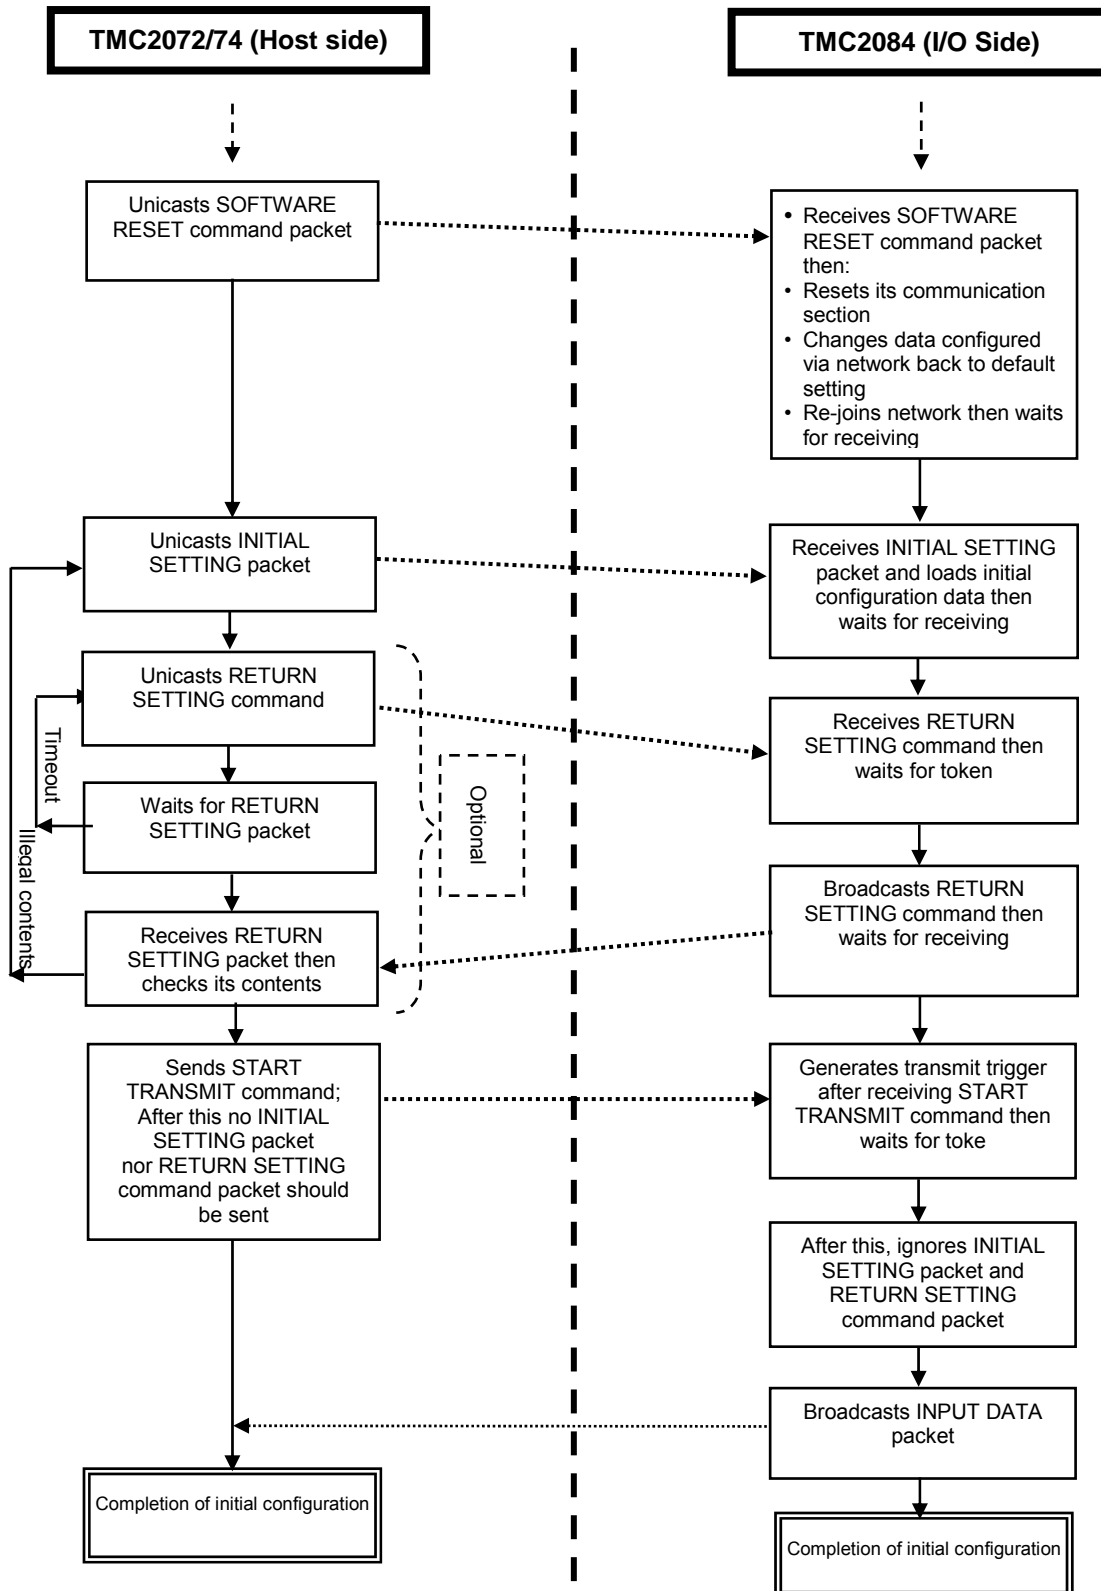 TMC2072/74 (Host side)
TMC2084 (I/O Side)
Unicasts SOFTWARE
RESET command packet
• Receives SOFTWARE
RESET command packet
then:
• Resets its communication
section
• Changes data configured
via network back to default
setting
• Re-joins network then waits
for receiving
Unicasts INITIAL
SETTING packet
Receives INITIAL SETTING
packet and loads initial
configuration data then
waits for receiving
Unicasts RETURN
SETTING command
Receives RETURN
SETTING command then
waits for token
Timeout
Waits for RETURN
SETTING packet
Optional
Illegal contents
Broadcasts RETURN
SETTING command then
waits for receiving
Receives RETURN
SETTING packet then
checks its contents
Sends START
TRANSMIT command;
After this no INITIAL
SETTING packet
nor RETURN SETTING
command packet should
be sent
Generates transmit trigger
after receiving START
TRANSMIT command then
waits for toke
After this, ignores INITIAL
SETTING packet and
RETURN SETTING
command packet
Broadcasts INPUT DATA
packet
Completion of initial configuration
Completion of initial configuration